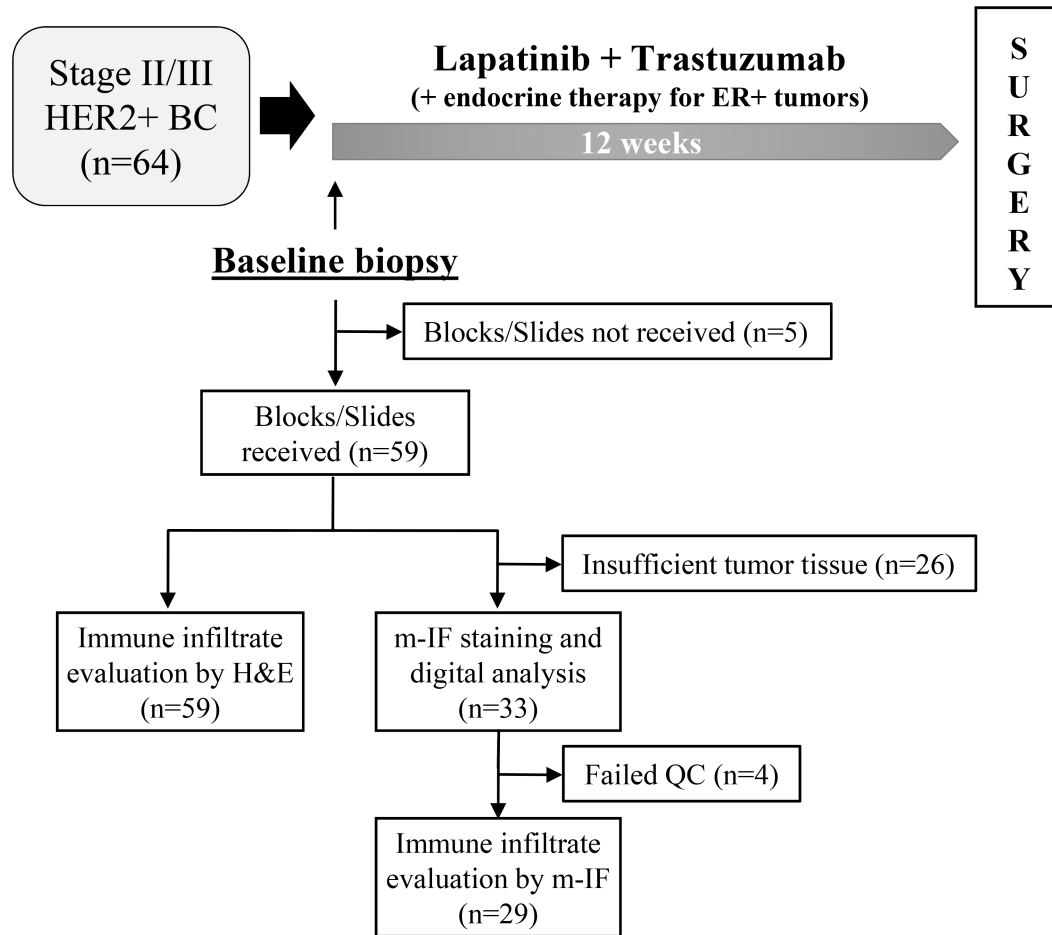 Stage II/III
HER2+ BC
(n=64)
Lapatinib + Trastuzumab
(+ endocrine therapy for ER+ tumors)
12 weeks
S
U
R
G
E
R
Y
Baseline biopsy
Blocks/Slides not received (n=5)
Blocks/Slides
received (n=59)
Insufficient tumor tissue (n=26)
Immune infiltrate
evaluation by H&E
(n=59)
m-IF staining and
digital analysis
(n=33)
Failed QC (n=4)
Immune infiltrate
evaluation by m-IF
(n=29)